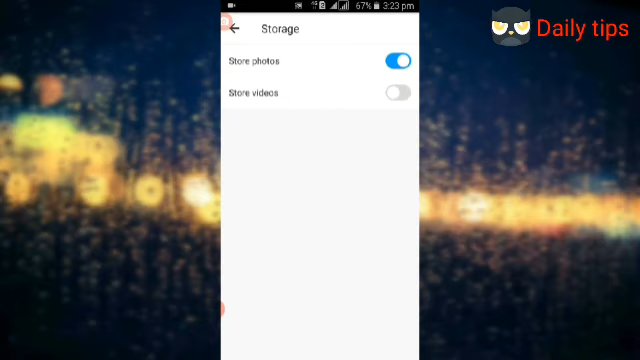 67% 3:23 pm
Daily tips
Storage
Store photos
Store videos